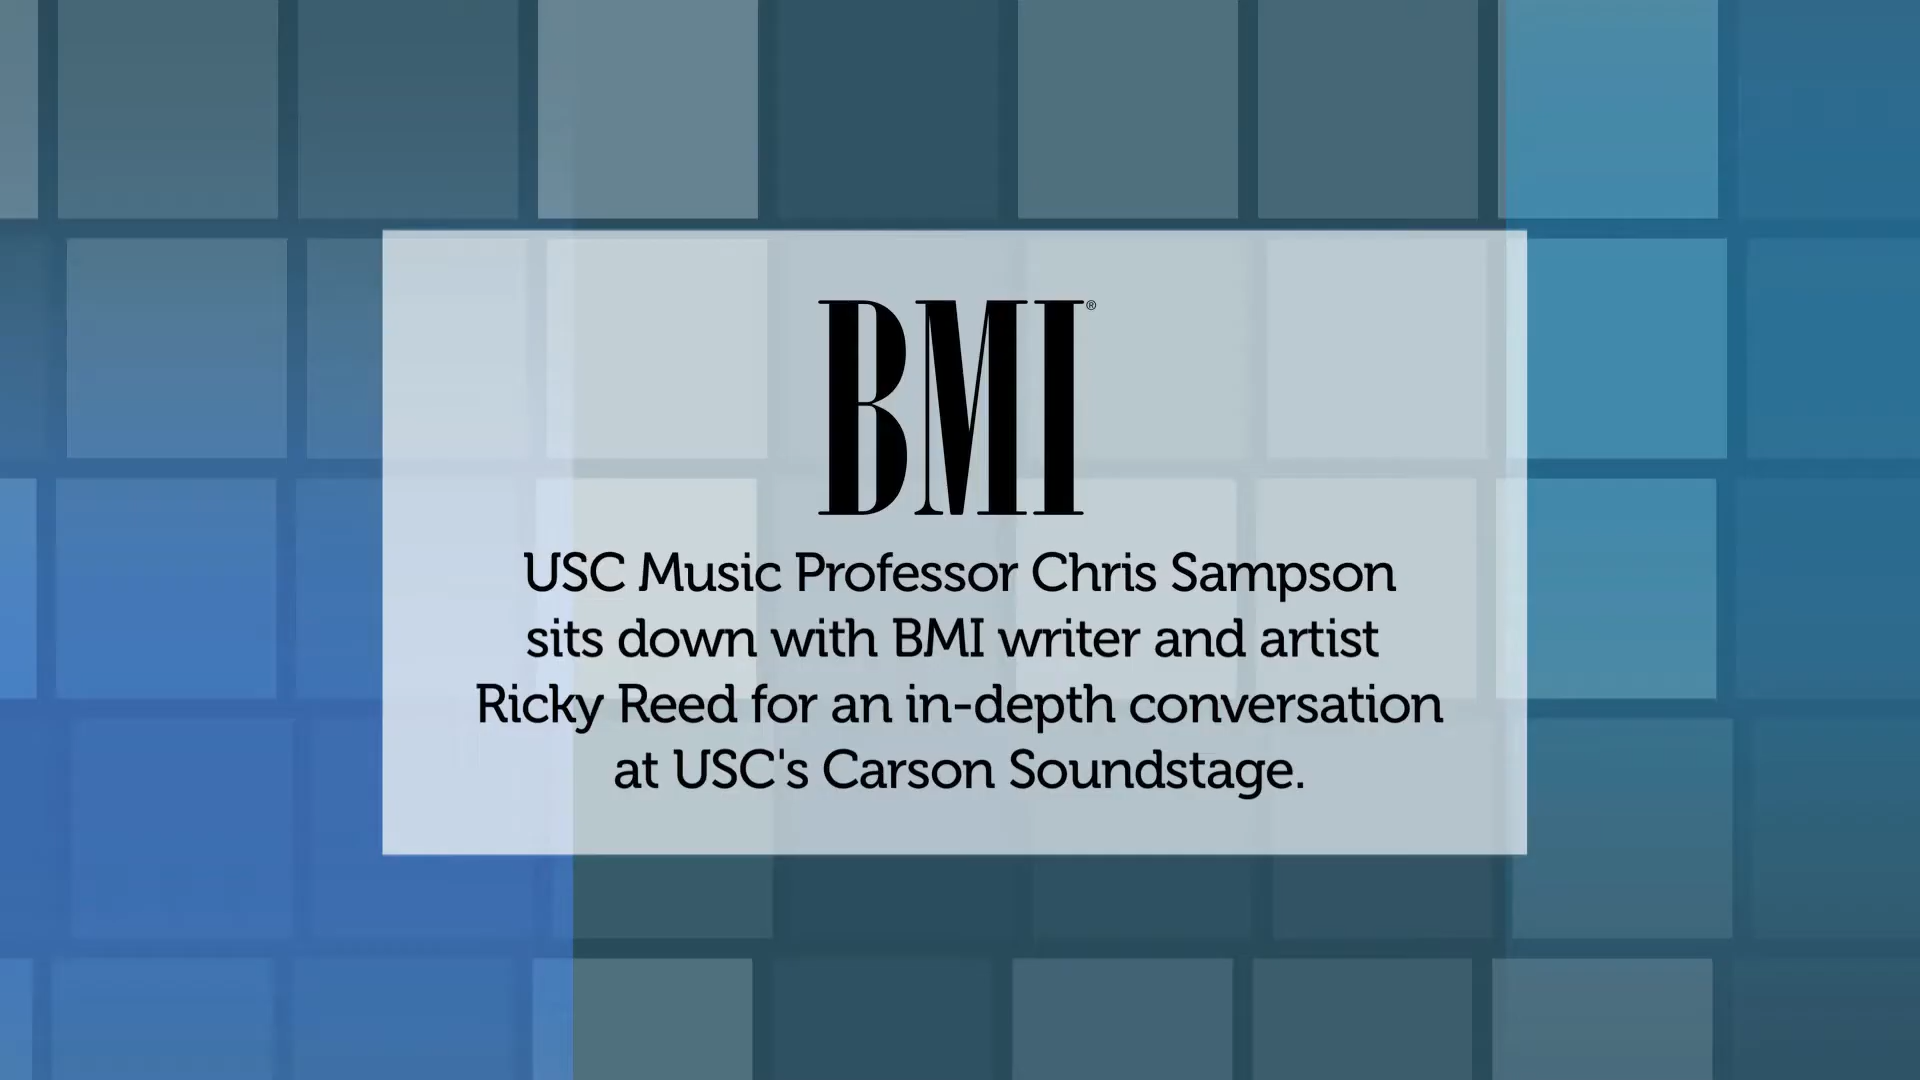 BMI®
USC Music Professor Chris Sampson
sits down with BMI writer and artist
Ricky Reed for an in-depth conversation
at USC's Carson Soundstage.